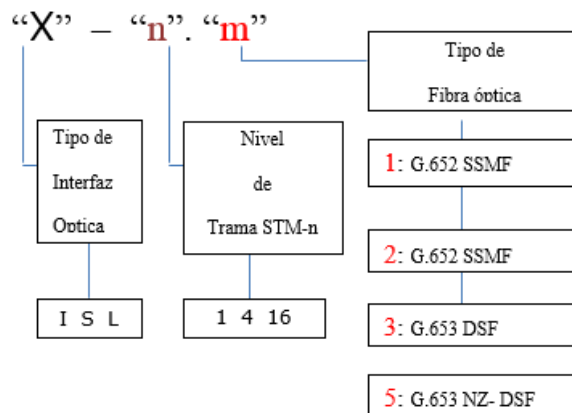 “X” – “n”. “m”
Tipo de
Interfaz
Optica
I S L
Nivel
de
Trama STM-n
1 4 16
Tipo de
Fibra óptica
1: G.652 SSMF
2: G.652 SSMF
3: G.653 DSF
5: G.653 NZ- DSF